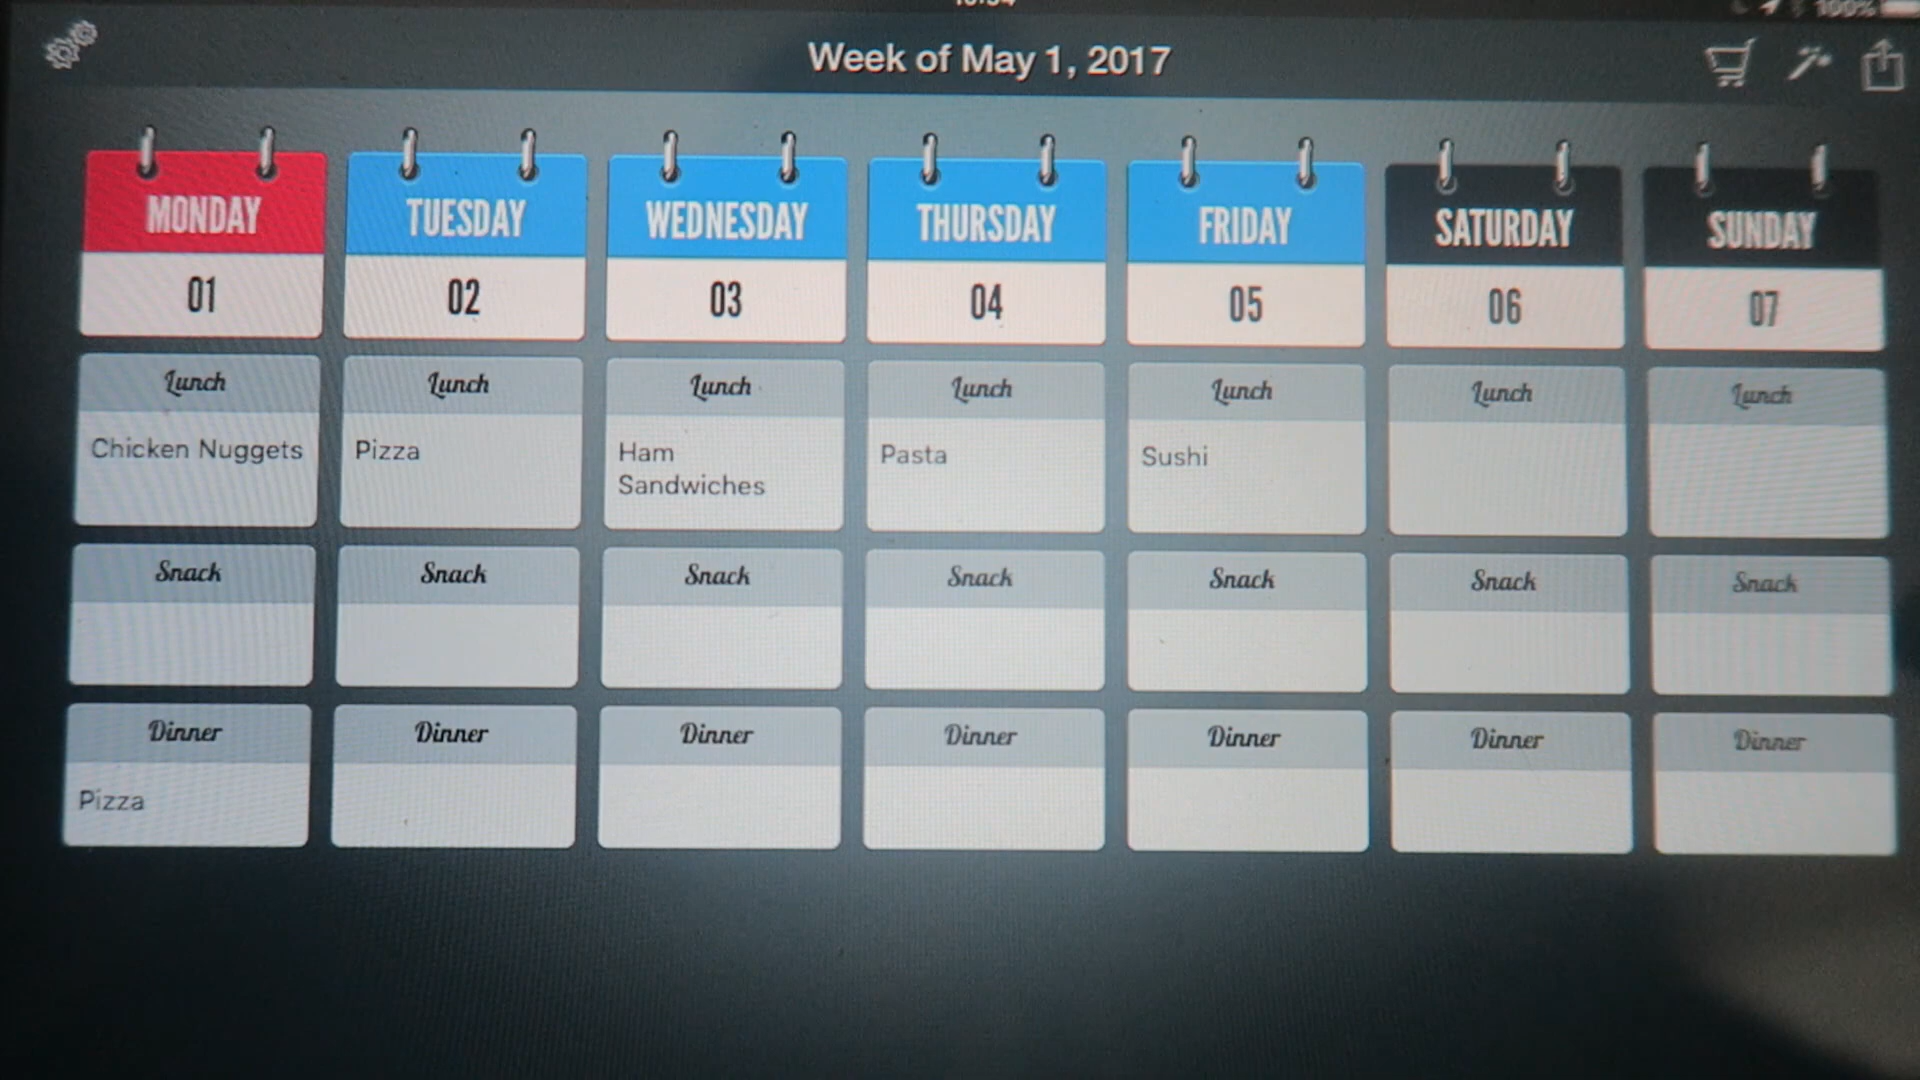 100%
Week of May 1, 2017
MONDAY TUESDAY WEDNESDAY THURSDAY FRIDAY SATURDAY SUNDAY
01 02 03 04 05 06 07
Lunch Lunch Lunch Lunch Lunch Lunch Lunch
Chicken Nuggets Pizza Ham Pasta Sushi
Sandwiches
Snack Snack Snack Snack Snack Snack Snack
Dinner Dinner Dinner Dinner Dinner Dinner Dinner
Pizza